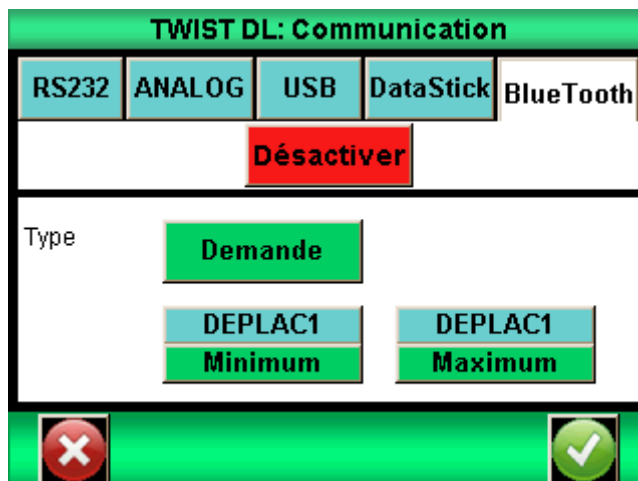 TWIST DL: Communication
RS232 ANALOG USB DataStick BlueTooth
Désactiver
Type Demande
DEPLAC1 DEPLAC1
Minimum Maximum